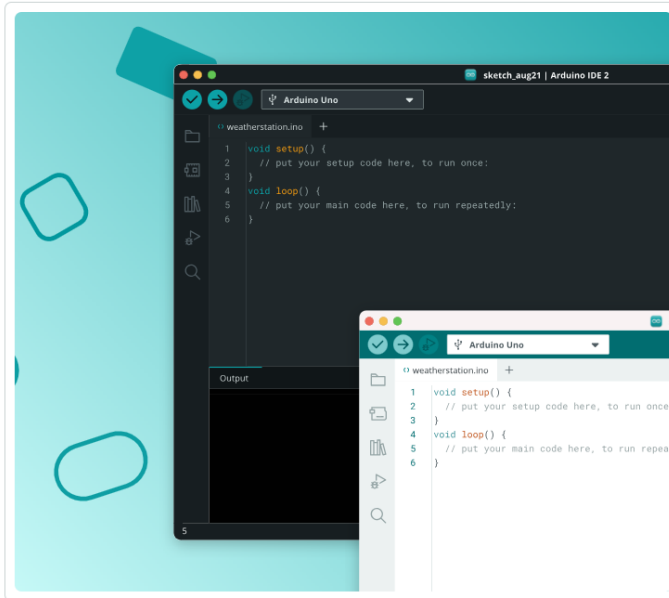 sketch_aug21 | Arduino IDE 2
Arduino Uno
weatherstation.ino
1 void setup() {
2 // put your setup code here, to run once:
3 }
4 void loop() {
5 // put your main code here, to run repeatedly:
6 }
Output
5
Arduino Uno
weatherstation.ino
1 void setup() {
2 // put your setup code here, to run once
3 }
4 void loop() {
5 // put your main code here, to run repea
6 }